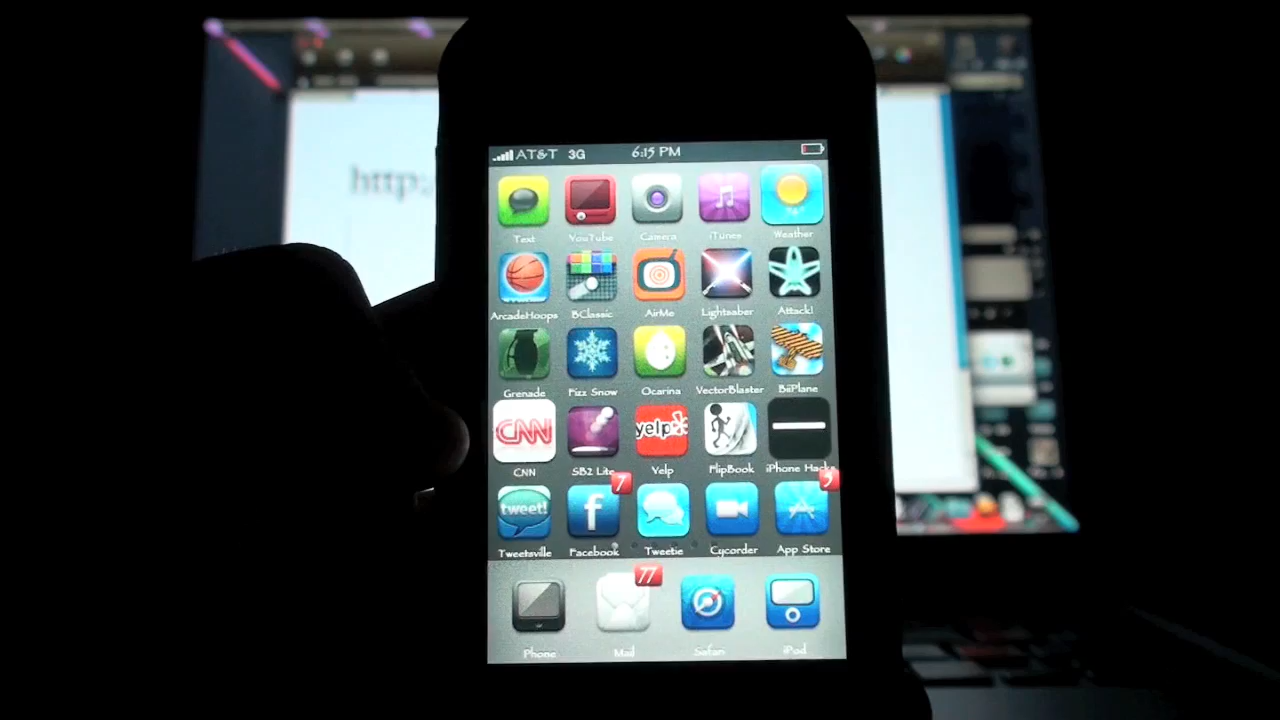 http:
AT&T 3G 6:15 PM
Text YouTube Camera iTunes Weather
ArcadeHoops BClassic AirMe Lightsaber Attack!
Grenade Fizz Snow Ocarina VectorBlaster BiiPlane
CNN yelp
CNN SB2 Lite Yelp FlipBook iPhone Hacks
7 5
tweet! f
Tweetsville Facebook Tweetie Cycorder App Store
77
Phone Mail Safari iPod